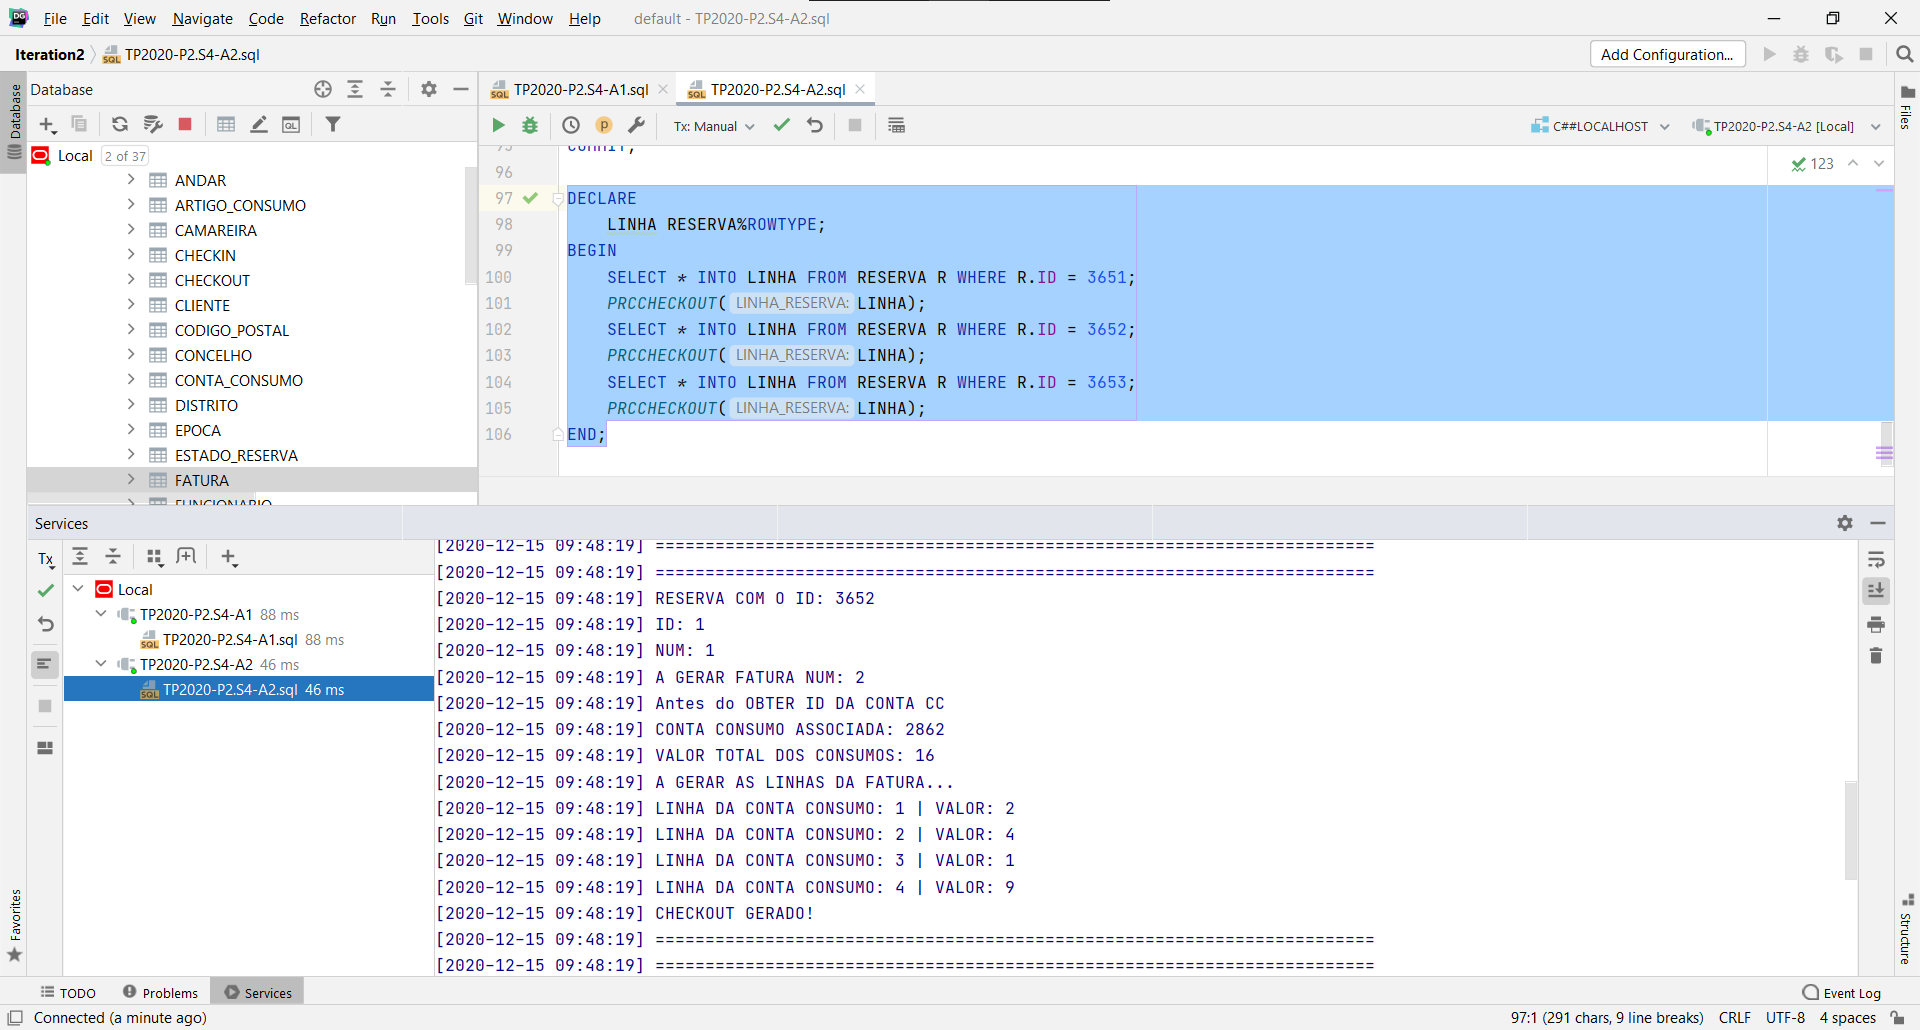 File Edit View Navigate Code Refactor Run Tools Git Window Help default - TP2020-P2.S4-A2.sql
Iteration2 TP2020-P2.S4-A2.sql Add Configuration...
Database
Files
Database
TP2020-P2.S4-A1.sql TP2020-P2.S4-A2.sql
Tx: Manual C##LOCALHOST TP2020-P2.S4-A2 [Local]
Local 2 of 37
ANDAR
ARTIGO_CONSUMO
CAMAREIRA
CHECKIN
CHECKOUT
CLIENTE
CODIGO_POSTAL
CONCELHO
CONTA_CONSUMO
DISTRITO
EPOCA
ESTADO_RESERVA
FATURA
FUNCIONARIO
123
95 COMMIT;
96
97 DECLARE
98 LINHA RESERVA%ROWTYPE;
99 BEGIN
100 SELECT * INTO LINHA FROM RESERVA R WHERE R.ID = 3651;
101 PRCCHECKOUT( LINHA_RESERVA: LINHA);
102 SELECT * INTO LINHA FROM RESERVA R WHERE R.ID = 3652;
103 PRCCHECKOUT( LINHA_RESERVA: LINHA);
104 SELECT * INTO LINHA FROM RESERVA R WHERE R.ID = 3653;
105 PRCCHECKOUT( LINHA_RESERVA: LINHA);
106 END;
Services
Tx
Local
TP2020-P2.S4-A1 88 ms
TP2020-P2.S4-A1.sql 88 ms
TP2020-P2.S4-A2 46 ms
TP2020-P2.S4-A2.sql 46 ms
[2020-12-15 09:48:19] ========================================================================
[2020-12-15 09:48:19] ========================================================================
[2020-12-15 09:48:19] RESERVA COM O ID: 3652
[2020-12-15 09:48:19] ID: 1
[2020-12-15 09:48:19] NUM: 1
[2020-12-15 09:48:19] A GERAR FATURA NUM: 2
[2020-12-15 09:48:19] Antes do OBTER ID DA CONTA CC
[2020-12-15 09:48:19] CONTA CONSUMO ASSOCIADA: 2862
[2020-12-15 09:48:19] VALOR TOTAL DOS CONSUMOS: 16
[2020-12-15 09:48:19] A GERAR AS LINHAS DA FATURA...
[2020-12-15 09:48:19] LINHA DA CONTA CONSUMO: 1 | VALOR: 2
[2020-12-15 09:48:19] LINHA DA CONTA CONSUMO: 2 | VALOR: 4
[2020-12-15 09:48:19] LINHA DA CONTA CONSUMO: 3 | VALOR: 1
[2020-12-15 09:48:19] LINHA DA CONTA CONSUMO: 4 | VALOR: 9
[2020-12-15 09:48:19] CHECKOUT GERADO!
[2020-12-15 09:48:19] ========================================================================
[2020-12-15 09:48:19] ========================================================================
Favorites
Structure
TODO Problems Services Event Log
Connected (a minute ago) 97:1 (291 chars, 9 line breaks) CRLF UTF-8 4 spaces